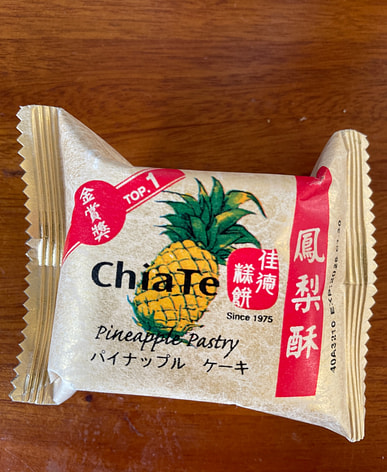 金賞獎
TOP.1
ChiaTe
佳德
糕餅
Since 1975
Pineapple Pastry
パイナップル ケーキ
鳳梨酥